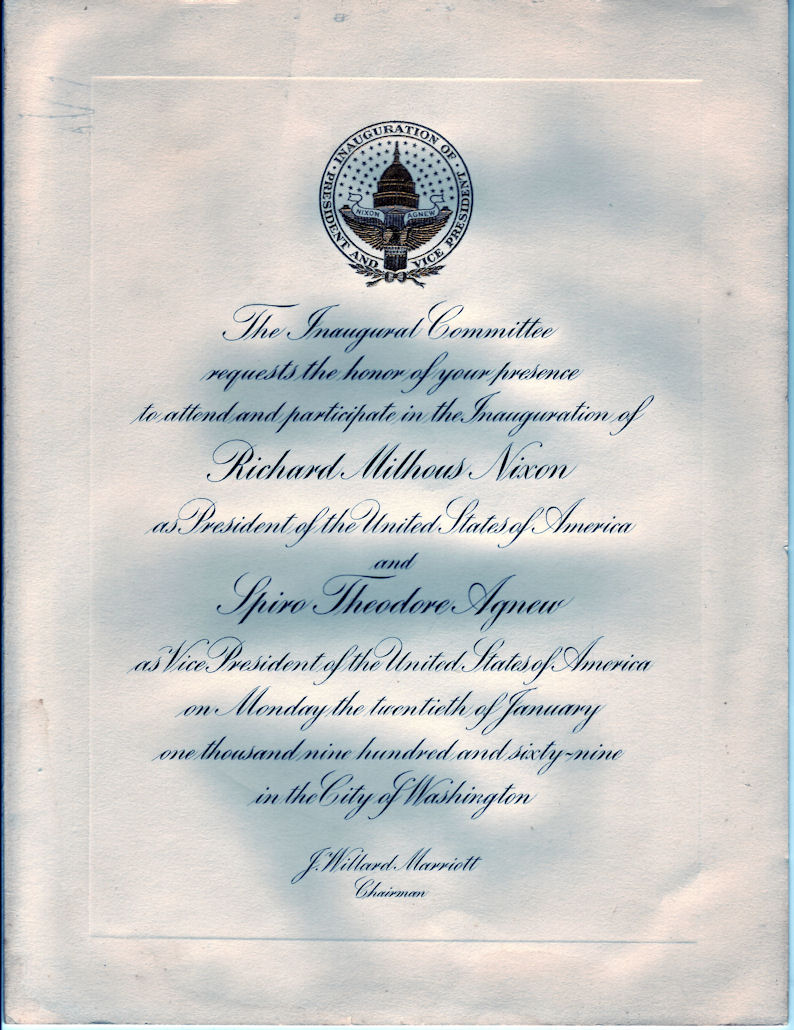 INAUGURATION OF
PRESIDENT AND VICE PRESIDENT
NIXON AGNEW
The Inaugural Committee
requests the honor of your presence
to attend and participate in the Inauguration of
Richard Milhous Nixon
as President of the United States of America
and
Spiro Theodore Agnew
as Vice President of the United States of America
on Monday the twentieth of January
one thousand nine hundred and sixty-nine
in the City of Washington
J. Willard Marriott
Chairman